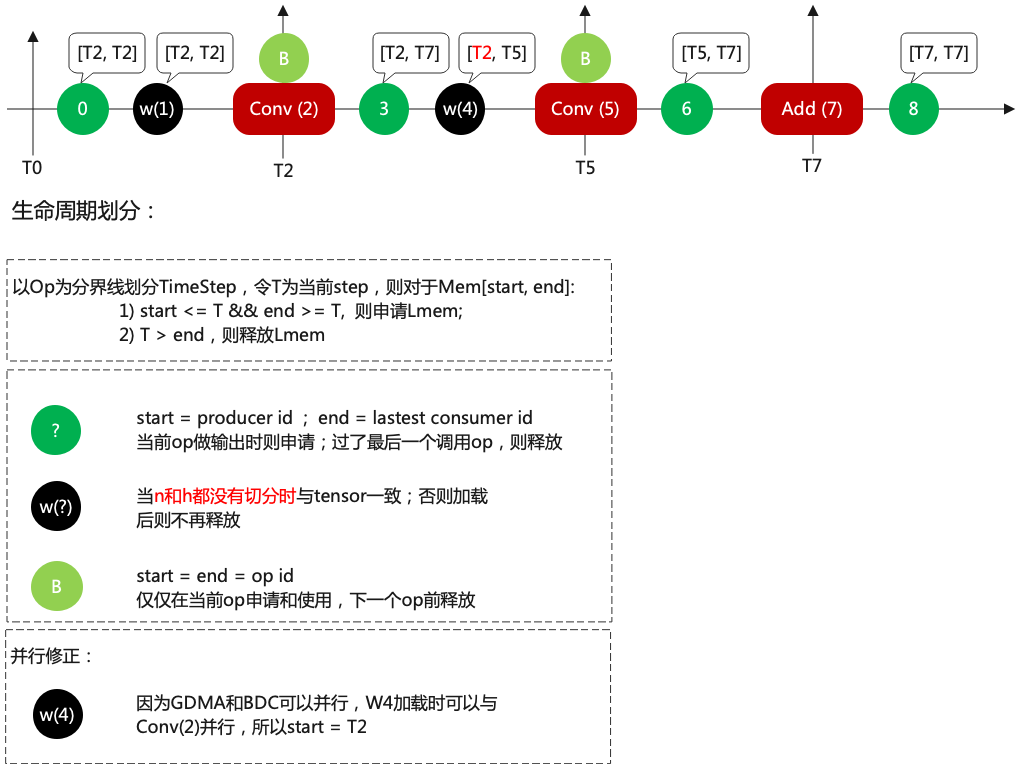 [T2, T2]
[T2, T2]
B
[T2, T7]
[T2, T5]
B
[T5, T7]
[T7, T7]
0
w(1)
Conv (2)
3
w(4)
Conv (5)
6
Add (7)
8
T0
T2
T5
T7
生命周期划分：
以Op为分界线划分TimeStep，令T为当前step，则对于Mem[start, end]:
1) start <= T && end >= T, 则申请Lmem;
2) T > end，则释放Lmem
?
start = producer id ； end = lastest consumer id
当前op做输出时则申请；过了最后一个调用op，则释放
w(?)
当n和h都没有切分时与tensor一致；否则加载
后则不再释放
B
start = end = op id
仅仅在当前op申请和使用，下一个op前释放
并行修正：
w(4)
因为GDMA和BDC可以并行，W4加载时可以与
Conv(2)并行，所以start = T2